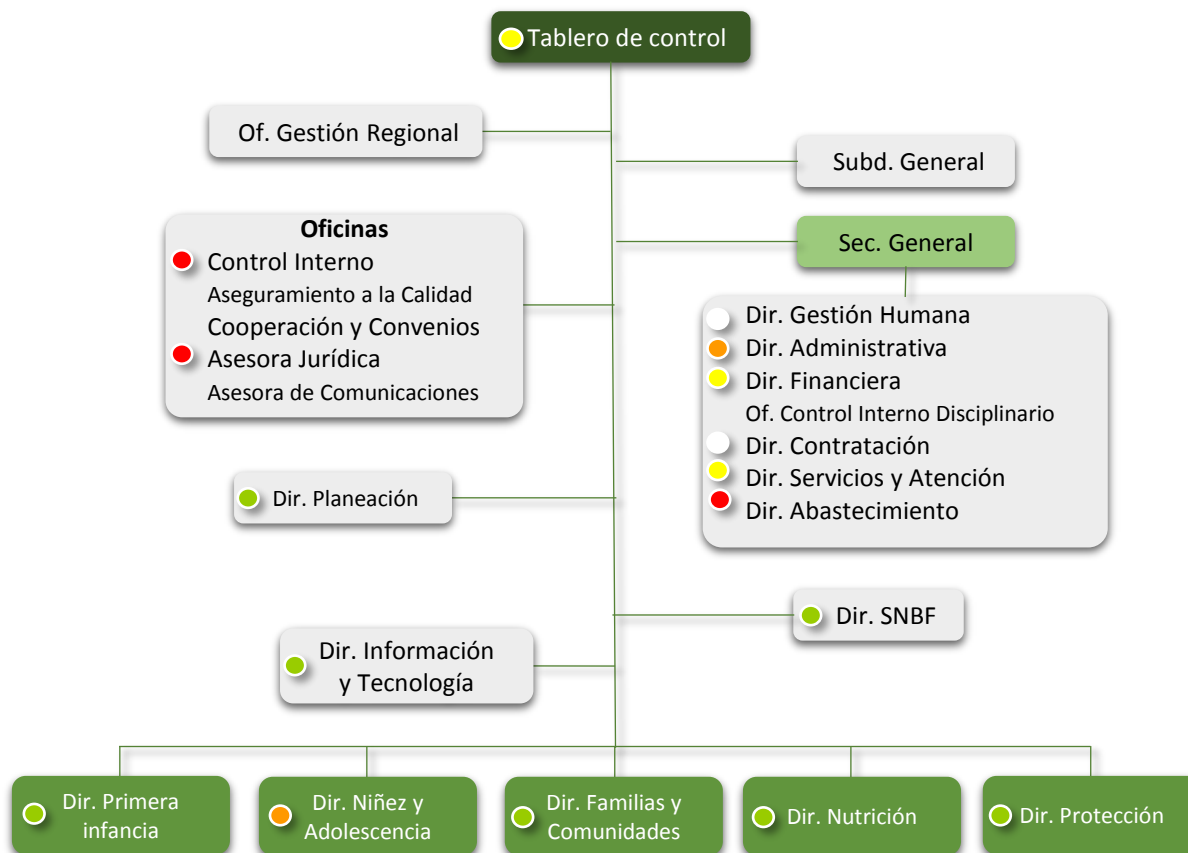 Tablero de control
Of. Gestión Regional
Subd. General
Oficinas
Control Interno
Aseguramiento a la Calidad
Cooperación y Convenios
Asesora Jurídica
Asesora de Comunicaciones
Sec. General
Dir. Gestión Humana
Dir. Administrativa
Dir. Financiera
Of. Control Interno Disciplinario
Dir. Contratación
Dir. Servicios y Atención
Dir. Abastecimiento
Dir. Planeación
Dir. SNBF
Dir. Información
y Tecnología
Dir. Primera
infancia
Dir. Niñez y
Adolescencia
Dir. Familias y
Comunidades
Dir. Nutrición
Dir. Protección